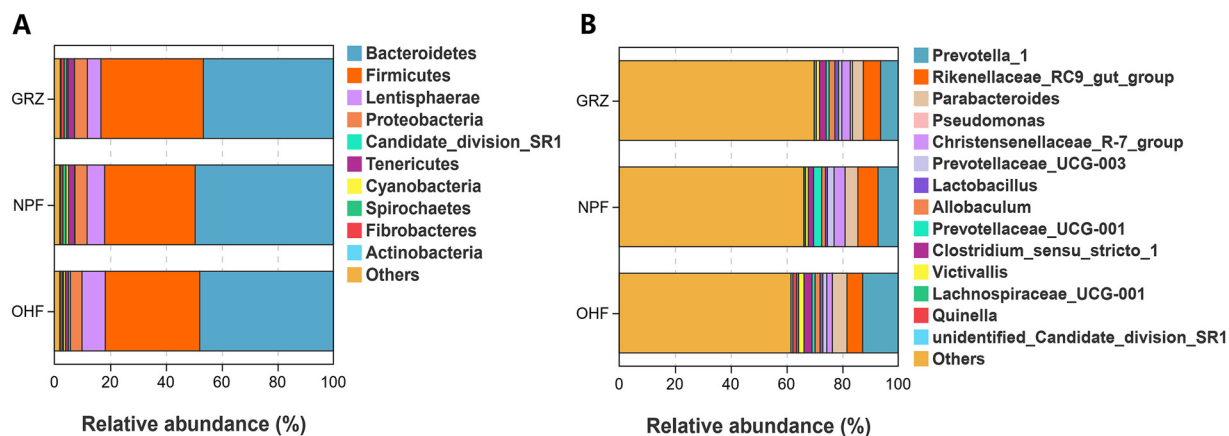 A
GRZ
NPF
OHF
0 20 40 60 80 100
Relative abundance (%)
Bacteroidetes
Firmicutes
Lentisphaerae
Proteobacteria
Candidate_division_SR1
Tenericutes
Cyanobacteria
Spirochaetes
Fibrobacteres
Actinobacteria
Others
B
GRZ
NPF
OHF
0 20 40 60 80 100
Relative abundance (%)
Prevotella_1
Rikenellaceae_RC9_gut_group
Parabacteroides
Pseudomonas
Christensenellaceae_R-7_group
Prevotellaceae_UCG-003
Lactobacillus
Allobaculum
Prevotellaceae_UCG-001
Clostridium_sensu_stricto_1
Victivallis
Lachnospiraceae_UCG-001
Quinella
unidentified_Candidate_division_SR1
Others